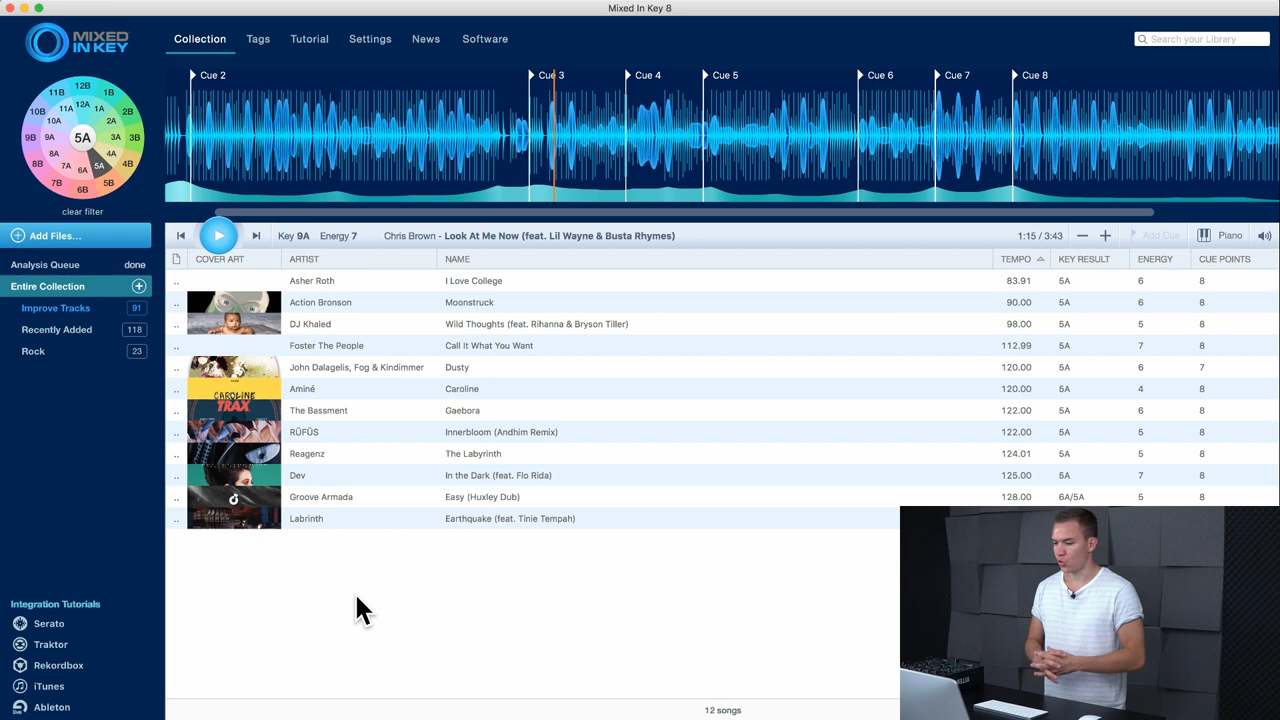 Mixed In Key 8
MIXED IN KEY
Collection Tags Tutorial Settings News Software
Search your Library
12B 1B 2B 3B 4B 5B 6B 7B 8B 9B 10B 11B
12A 1A 2A 3A 4A 5A 6A 7A 8A 9A 10A 11A
5A
clear filter
Cue 2 Cue 3 Cue 4 Cue 5 Cue 6 Cue 7 Cue 8
Add Files...
Key 9A Energy 7 Chris Brown - Look At Me Now (feat. Lil Wayne & Busta Rhymes) 1:15 / 3:43 Add Cue Piano
Analysis Queue done
Entire Collection
Improve Tracks 91
Recently Added 118
Rock 23
COVER ART ARTIST NAME TEMPO KEY RESULT ENERGY CUE POINTS
.. Asher Roth I Love College 83.91 5A 6 8
.. Action Bronson Moonstruck 90.00 5A 6 8
.. DJ Khaled Wild Thoughts (feat. Rihanna & Bryson Tiller) 98.00 5A 5 8
.. Foster The People Call It What You Want 112.99 5A 7 8
.. John Dalagelis, Fog & Kindimmer Dusty 120.00 5A 6 7
.. CAROLINE Aminé Caroline 120.00 5A 4 8
.. TRAX The Bassment Gaebora 122.00 5A 6 8
.. RÜFÜS Innerbloom (Andhim Remix) 122.00 5A 5 8
.. Reagenz The Labyrinth 124.01 5A 5 8
.. Dev In the Dark (feat. Flo Rida) 125.00 5A 7 8
.. Groove Armada Easy (Huxley Dub) 128.00 6A/5A 5 8
.. Labrinth Earthquake (feat. Tinie Tempah)
Integration Tutorials
Serato
Traktor
Rekordbox
iTunes
Ableton
12 songs